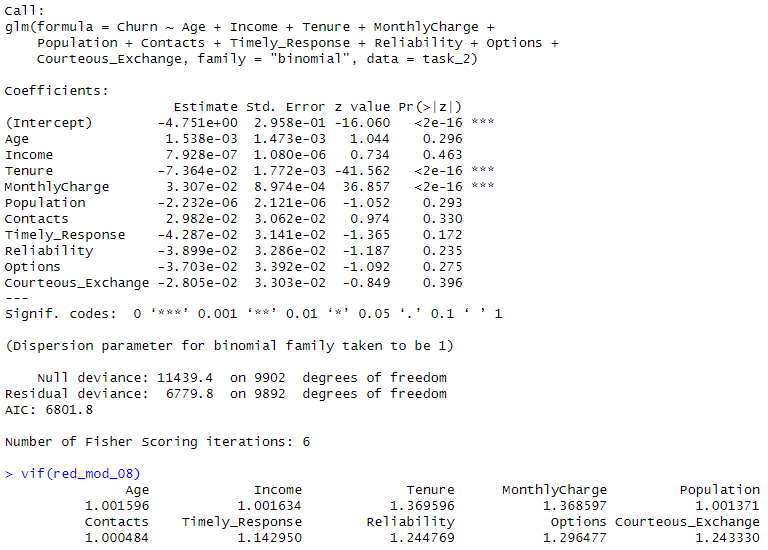 Call:
glm(formula = Churn ~ Age + Income + Tenure + MonthlyCharge +
    Population + Contacts + Timely_Response + Reliability + Options +
    Courteous_Exchange, family = "binomial", data = task_2)
Coefficients:
                     Estimate Std. Error z value Pr(>|z|)
(Intercept)        -4.751e+00  2.958e-01 -16.060   <2e-16 ***
Age                 1.538e-03  1.473e-03   1.044    0.296
Income              7.928e-07  1.080e-06   0.734    0.463
Tenure             -7.364e-02  1.772e-03 -41.562   <2e-16 ***
MonthlyCharge       3.307e-02  8.974e-04  36.857   <2e-16 ***
Population         -2.232e-06  2.121e-06  -1.052    0.293
Contacts            2.982e-02  3.062e-02   0.974    0.330
Timely_Response    -4.287e-02  3.141e-02  -1.365    0.172
Reliability        -3.899e-02  3.286e-02  -1.187    0.235
Options            -3.703e-02  3.392e-02  -1.092    0.275
Courteous_Exchange -2.805e-02  3.303e-02  -0.849    0.396
---
Signif. codes:  0 ‘***’ 0.001 ‘**’ 0.01 ‘*’ 0.05 ‘.’ 0.1 ‘ ’ 1
(Dispersion parameter for binomial family taken to be 1)
    Null deviance: 11439.4  on 9902  degrees of freedom
Residual deviance:  6779.8  on 9892  degrees of freedom
AIC: 6801.8
Number of Fisher Scoring iterations: 6
> vif(red_mod_08)
               Age             Income             Tenure      MonthlyCharge         Population
          1.001596           1.001634           1.369596           1.368597           1.001371
          Contacts    Timely_Response        Reliability            Options Courteous_Exchange
          1.000484           1.142950           1.244769           1.296477           1.243330